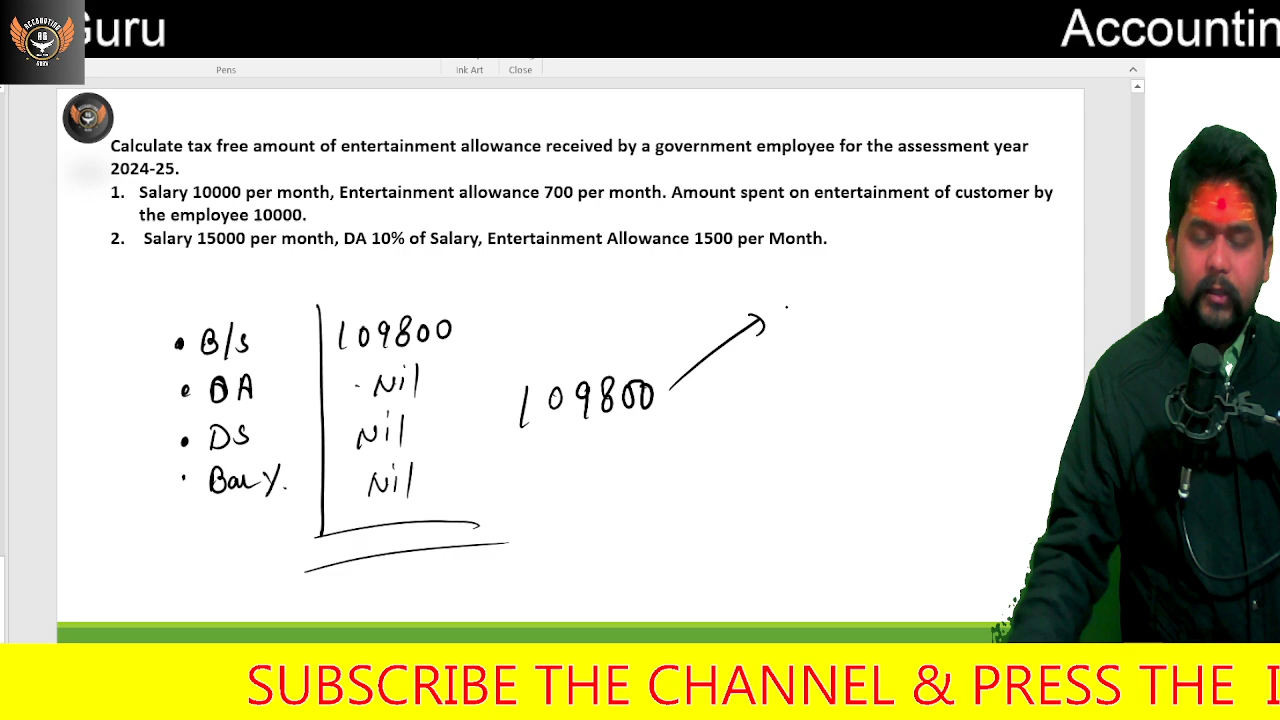 Guru
Accountin
ACCOUNTING
AG
GURU
Pens
Ink Art
Close
Calculate tax free amount of entertainment allowance received by a government employee for the assessment year
2024-25.
1. Salary 10000 per month, Entertainment allowance 700 per month. Amount spent on entertainment of customer by
the employee 10000.
2. Salary 15000 per month, DA 10% of Salary, Entertainment Allowance 1500 per Month.
• B/S 109800
• DA Nil
• DS Nil
• Nil
109800
SUBSCRIBE THE CHANNEL & PRESS THE I